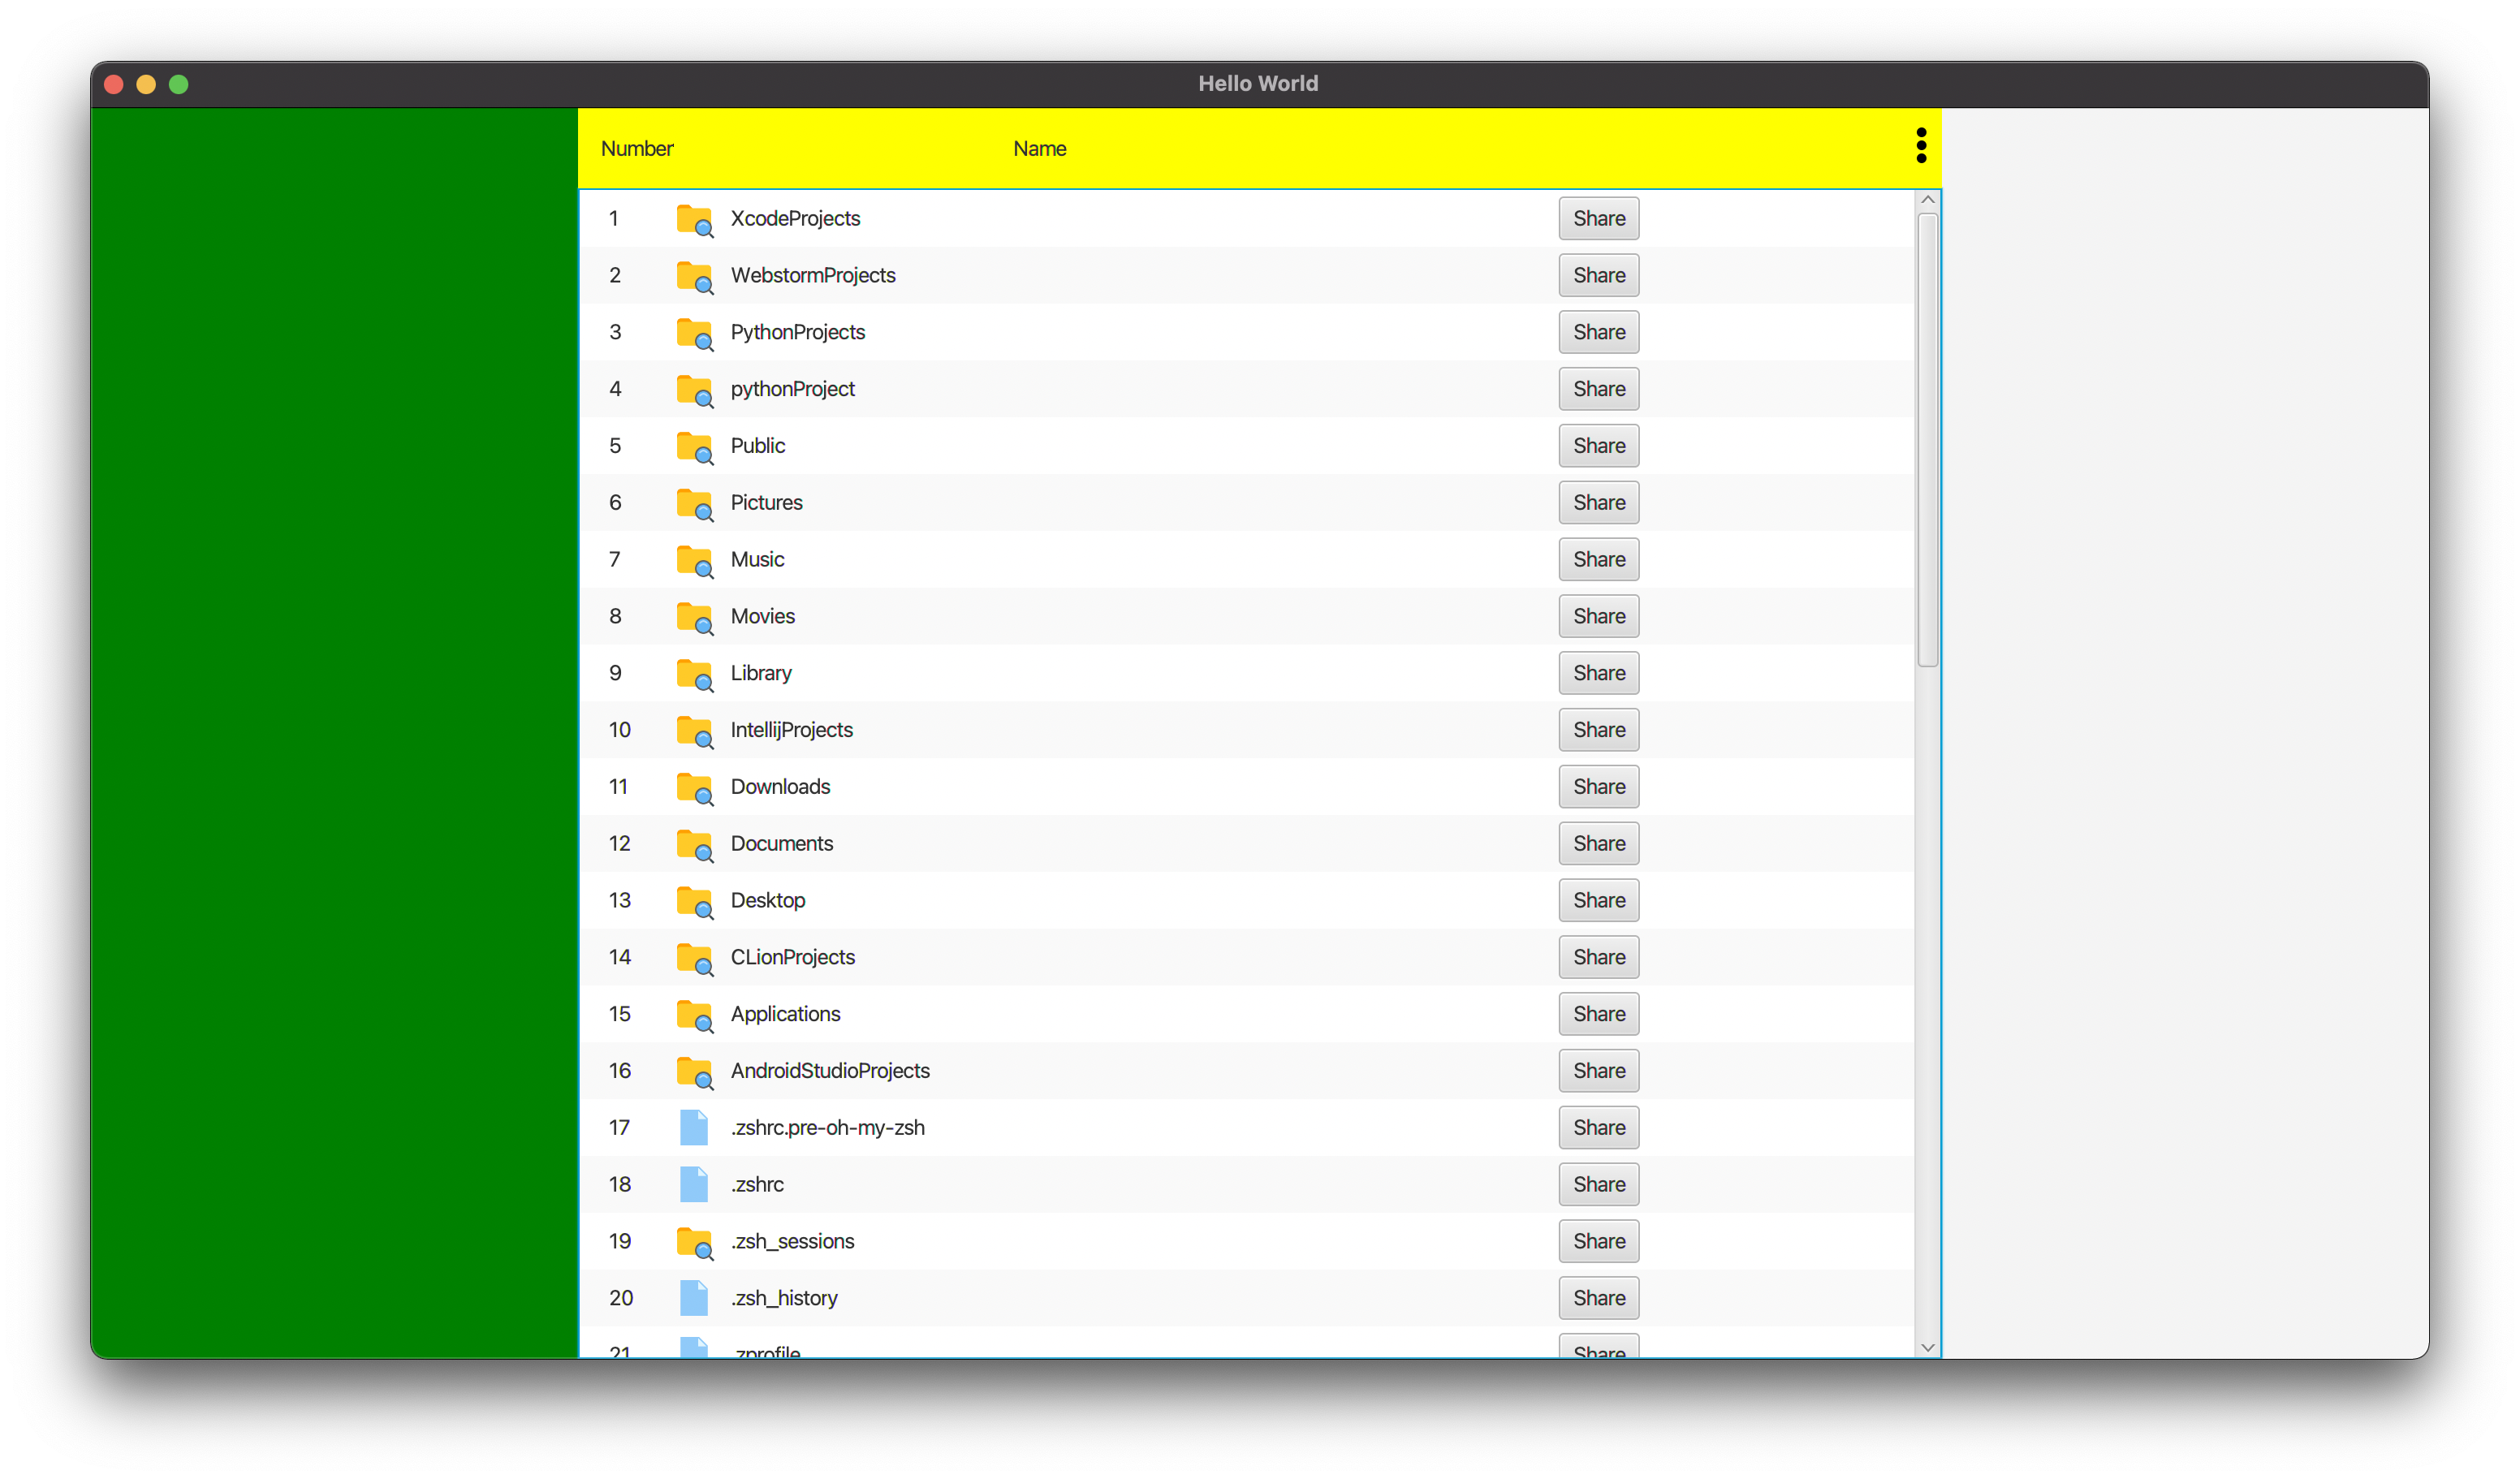 Hello World
Number Name
1 XcodeProjects Share
2 WebstormProjects Share
3 PythonProjects Share
4 pythonProject Share
5 Public Share
6 Pictures Share
7 Music Share
8 Movies Share
9 Library Share
10 IntellijProjects Share
11 Downloads Share
12 Documents Share
13 Desktop Share
14 CLionProjects Share
15 Applications Share
16 AndroidStudioProjects Share
17 .zshrc.pre-oh-my-zsh Share
18 .zshrc Share
19 .zsh_sessions Share
20 .zsh_history Share
21 .zprofile Share